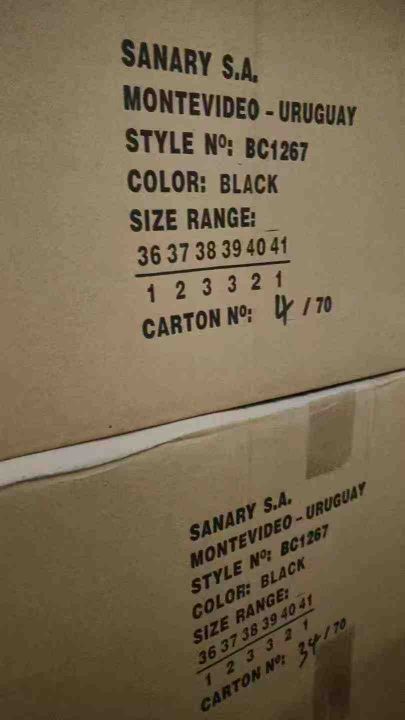 SANARY S.A.
MONTEVIDEO - URUGUAY
STYLE Nº: BC1267
COLOR: BLACK
SIZE RANGE:
36 37 38 39 40 41
1 2 3 3 2 1
CARTON Nº: 4 / 70
SANARY S.A.
MONTEVIDEO - URUGUAY
STYLE Nº: BC1267
COLOR: BLACK
SIZE RANGE:
36 37 38 39 40 41
1 2 3 3 2 1
CARTON Nº: 34 / 70